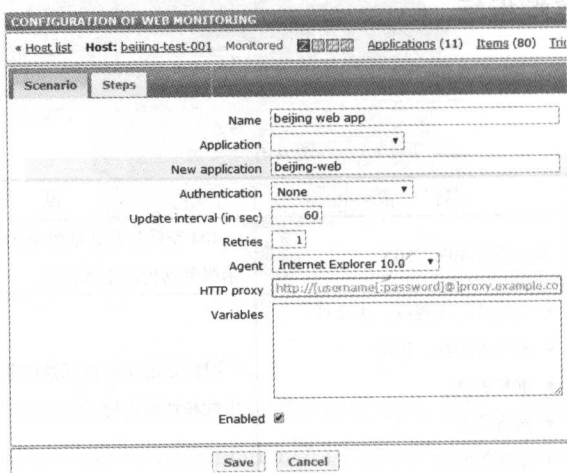 CONFIGURATION OF WEB MONITORING
« Host list Host: beijing-test-001 Monitored Applications (11) Items (80)
Scenario Steps
Name beijing web app
Application
New application beijing-web
Authentication None
Update interval (in sec) 60
Retries 1
Agent Internet Explorer 10.0
HTTP proxy http://[username[:password]@]proxy.example.co
Variables
Enabled
Save Cancel